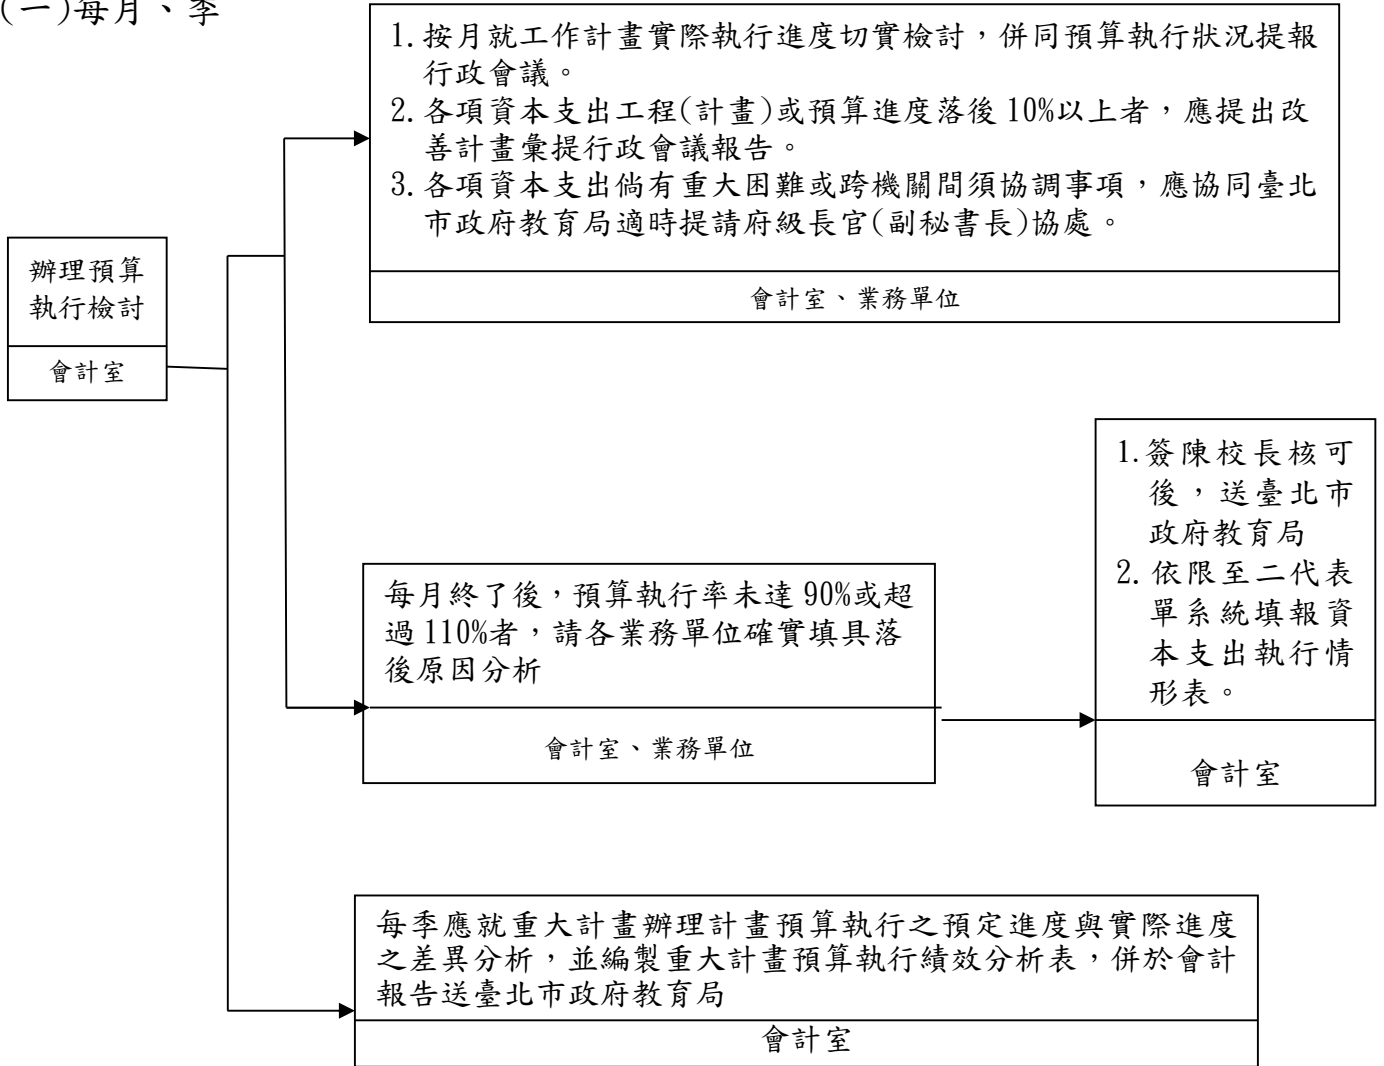 (一)每月、季
1.按月就工作計畫實際執行進度切實檢討，併同預算執行狀況提報
行政會議。
2.各項資本支出工程(計畫)或預算進度落後 10%以上者，應提出改
善計畫彙提行政會議報告。
3.各項資本支出倘有重大困難或跨機關間須協調事項，應協同臺北
市政府教育局適時提請府級長官(副秘書長)協處。
會計室、業務單位
辦理預算
執行檢討
會計室
每月終了後，預算執行率未達 90%或超
過 110%者，請各業務單位確實填具落
後原因分析
會計室、業務單位
1.簽陳校長核可
後，送臺北市
政府教育局
2.依限至二代表
單系統填報資
本支出執行情
形表。
會計室
每季應就重大計畫辦理計畫預算執行之預定進度與實際進度
之差異分析，並編製重大計畫預算執行績效分析表，併於會計
報告送臺北市政府教育局
會計室